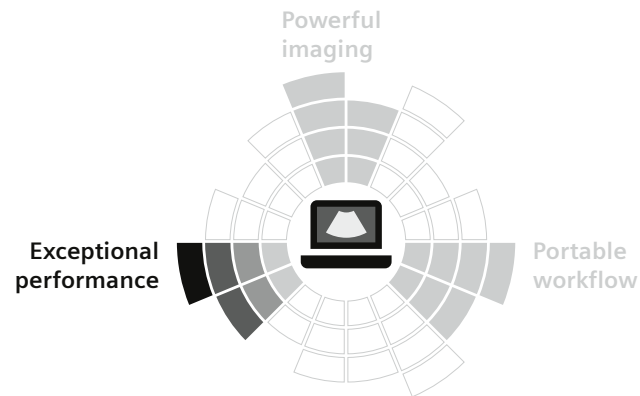 Powerful
imaging
Exceptional
performance
Portable
workflow